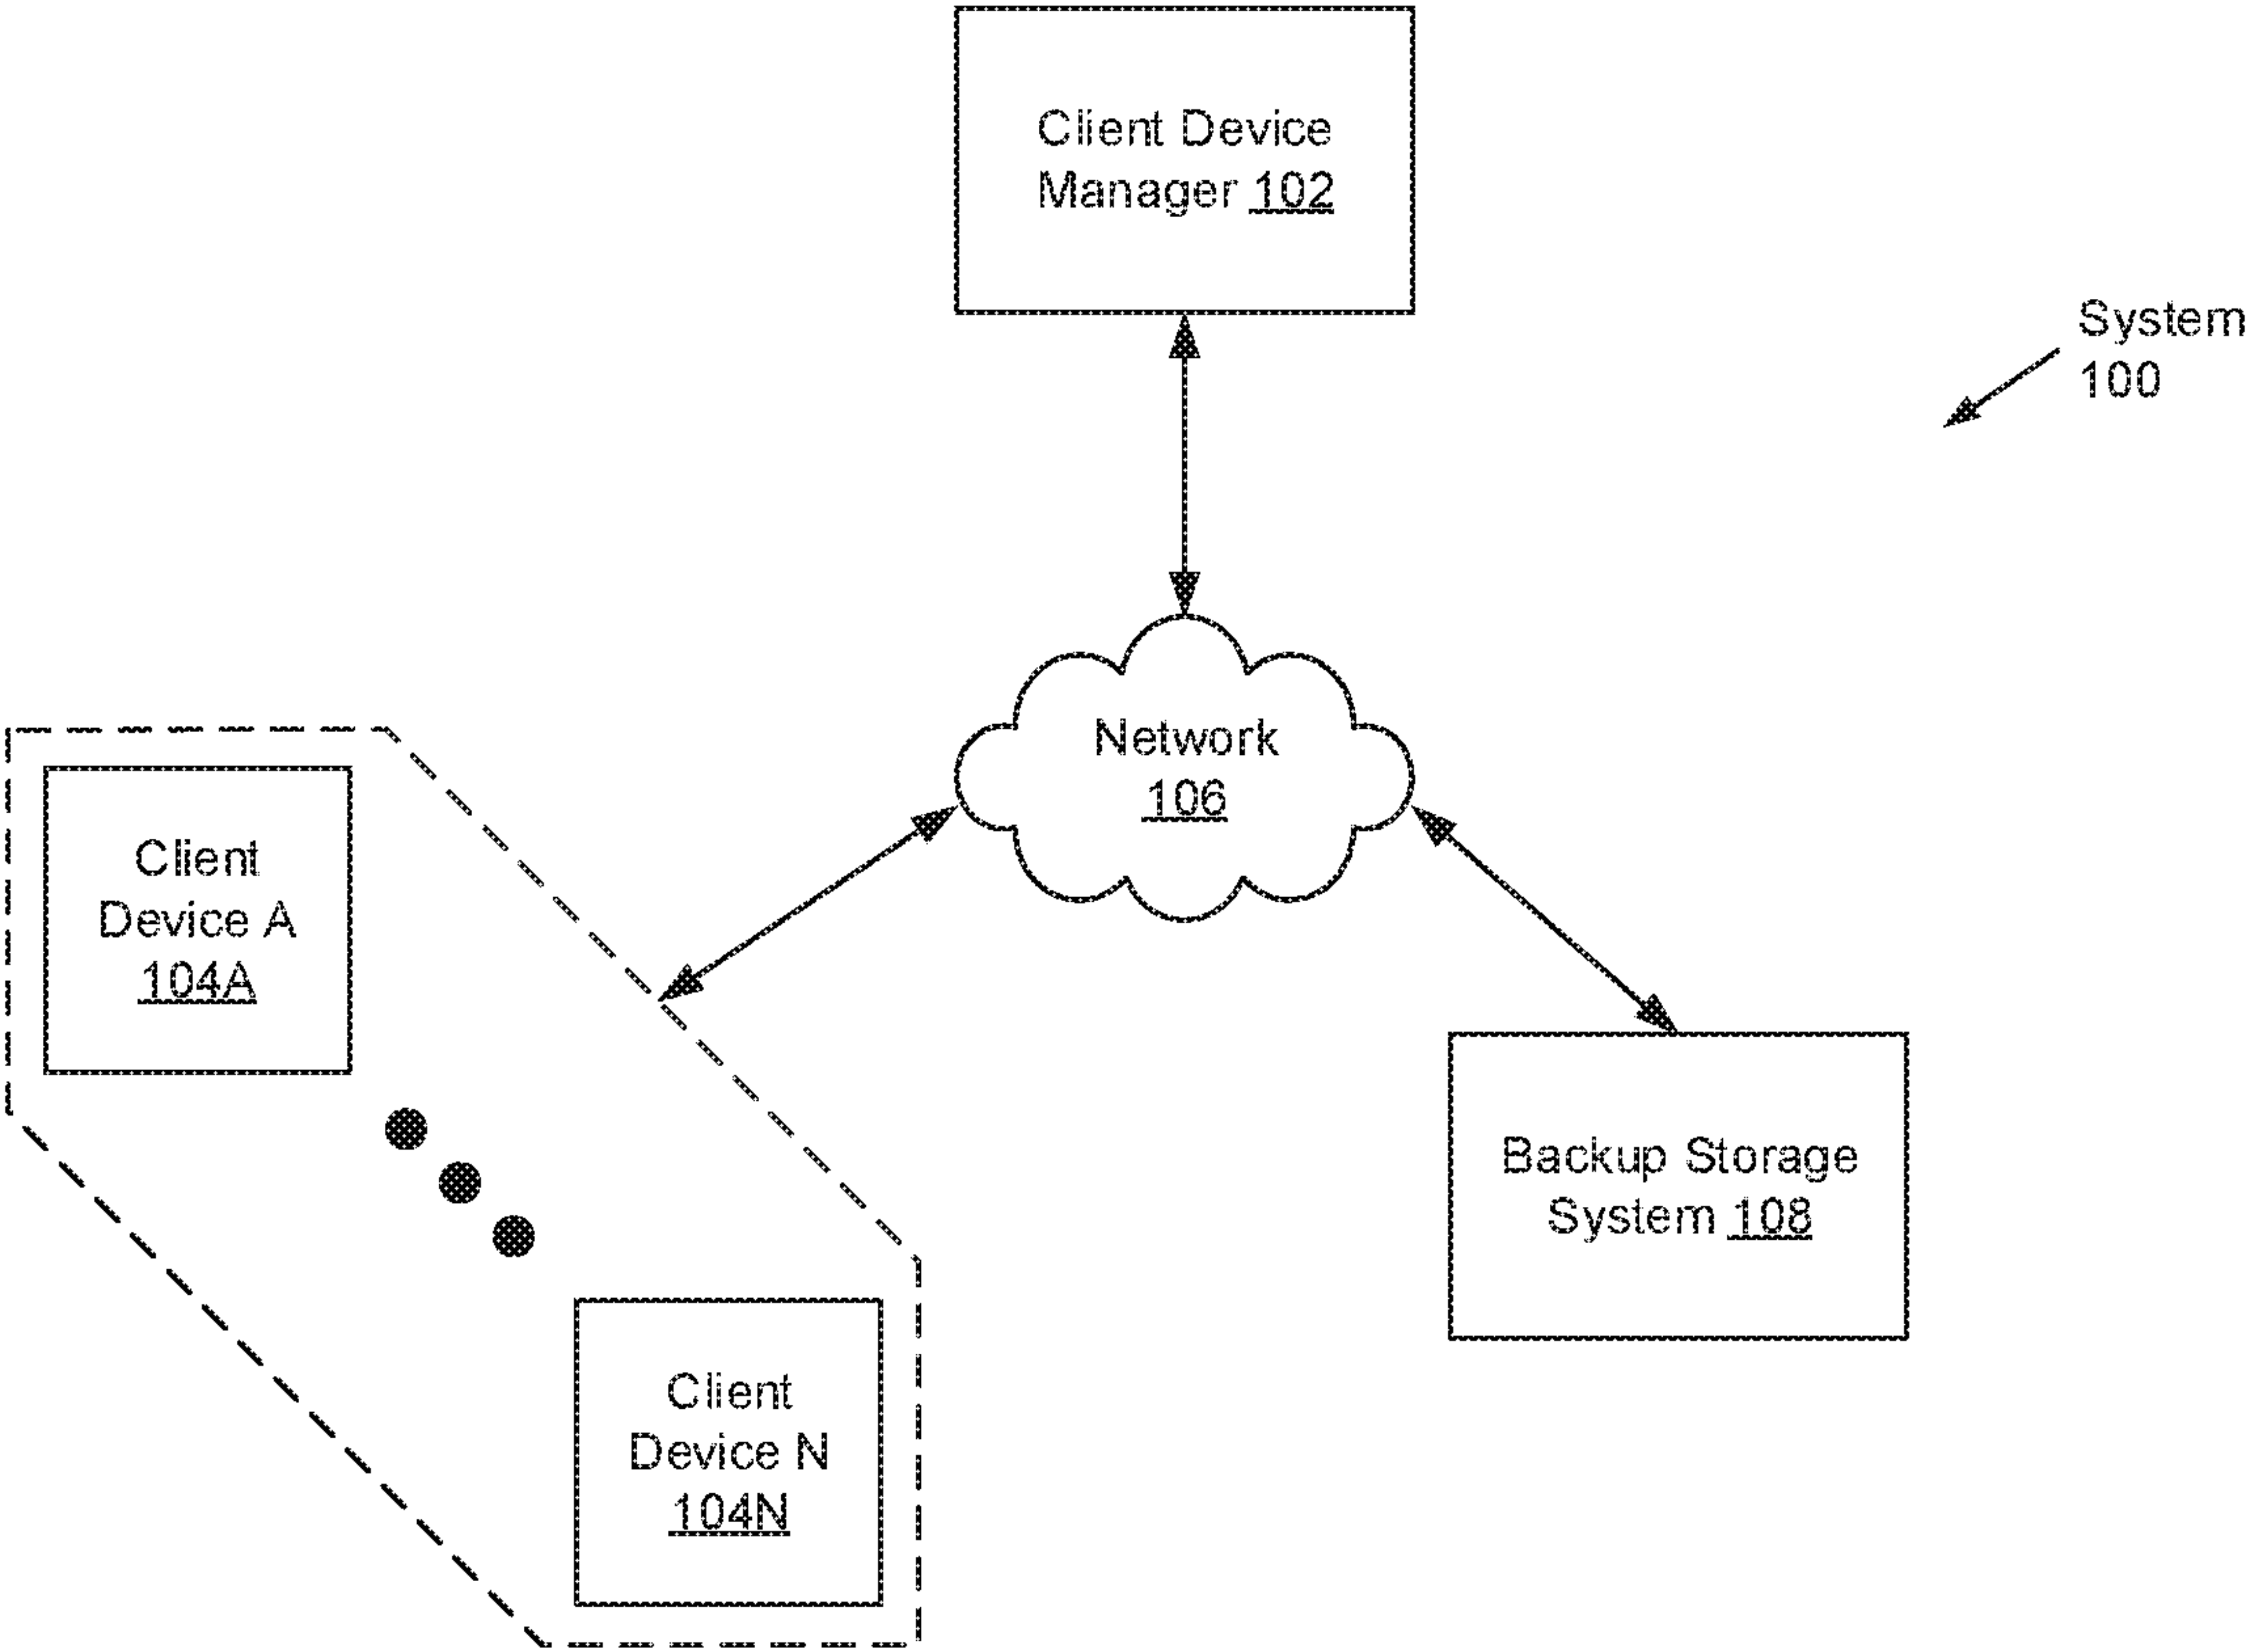 Client Device
Manager 102
System
100
Network
106
Client
Device A
104A
Backup Storage
System 108
Client
Device N
104N